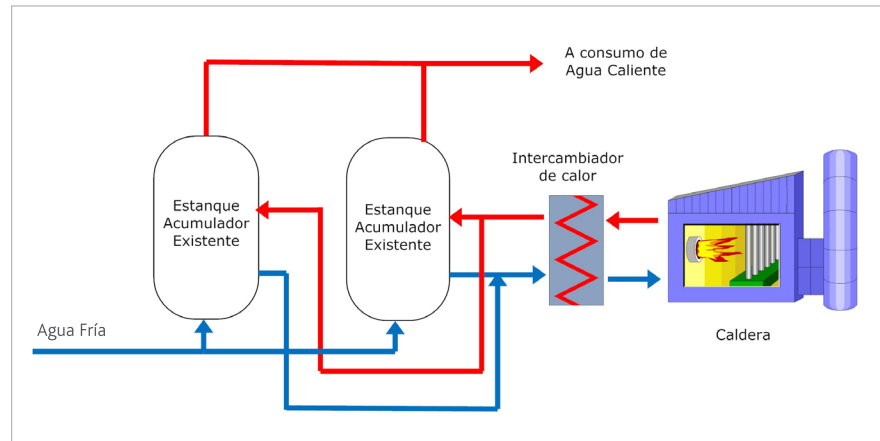 A consumo de
Agua Caliente
Intercambiador
de calor
Estanque
Acumulador
Existente
Estanque
Acumulador
Existente
Agua Fría
Caldera